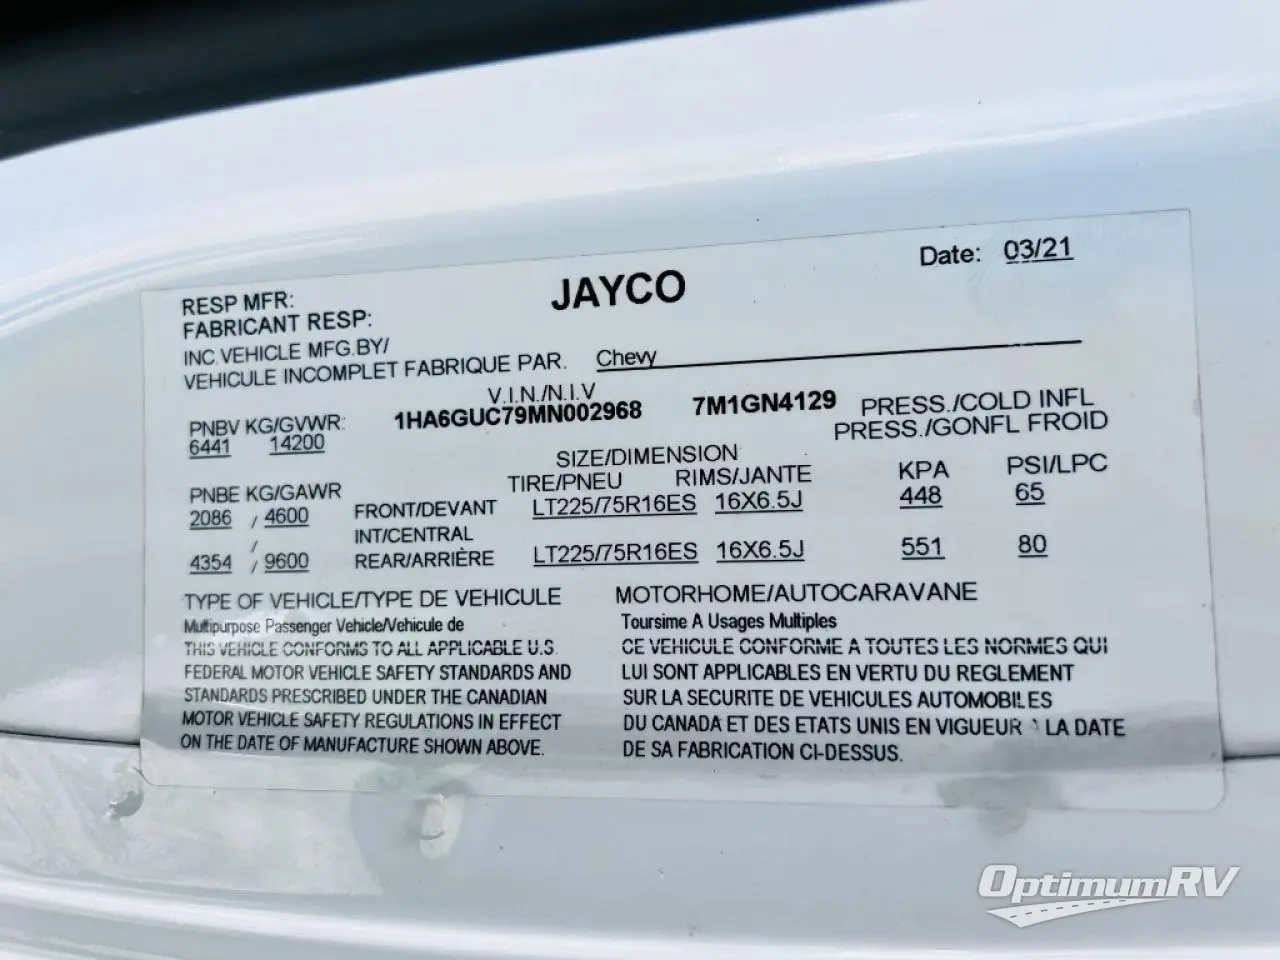 Date: 03/21
JAYCO
RESP MFR:
FABRICANT RESP:
INC.VEHICLE MFG.BY/
VEHICULE INCOMPLET FABRIQUE PAR. Chevy
V.I.N./N.I.V
PNBV KG/GVWR: 1HA6GUC79MN002968 7M1GN4129 PRESS./COLD INFL
6441 14200 PRESS./GONFL FROID
SIZE/DIMENSION
TIRE/PNEU RIMS/JANTE KPA PSI/LPC
PNBE KG/GAWR
2086 / 4600 FRONT/DEVANT LT225/75R16ES 16X6.5J 448 65
/ INT/CENTRAL
4354 / 9600 REAR/ARRIÈRE LT225/75R16ES 16X6.5J 551 80
TYPE OF VEHICLE/TYPE DE VEHICULE MOTORHOME/AUTOCARAVANE
Multipurpose Passenger Vehicle/Vehicule de Toursime A Usages Multiples
THIS VEHICLE CONFORMS TO ALL APPLICABLE U.S.
FEDERAL MOTOR VEHICLE SAFETY STANDARDS AND
STANDARDS PRESCRIBED UNDER THE CANADIAN
MOTOR VEHICLE SAFETY REGULATIONS IN EFFECT
ON THE DATE OF MANUFACTURE SHOWN ABOVE.
CE VEHICULE CONFORME A TOUTES LES NORMES QUI
LUI SONT APPLICABLES EN VERTU DU REGLEMENT
SUR LA SECURITE DE VEHICULES AUTOMOBILES
DU CANADA ET DES ETATS UNIS EN VIGUEUR LA DATE
DE SA FABRICATION CI-DESSUS.
OptimumRV